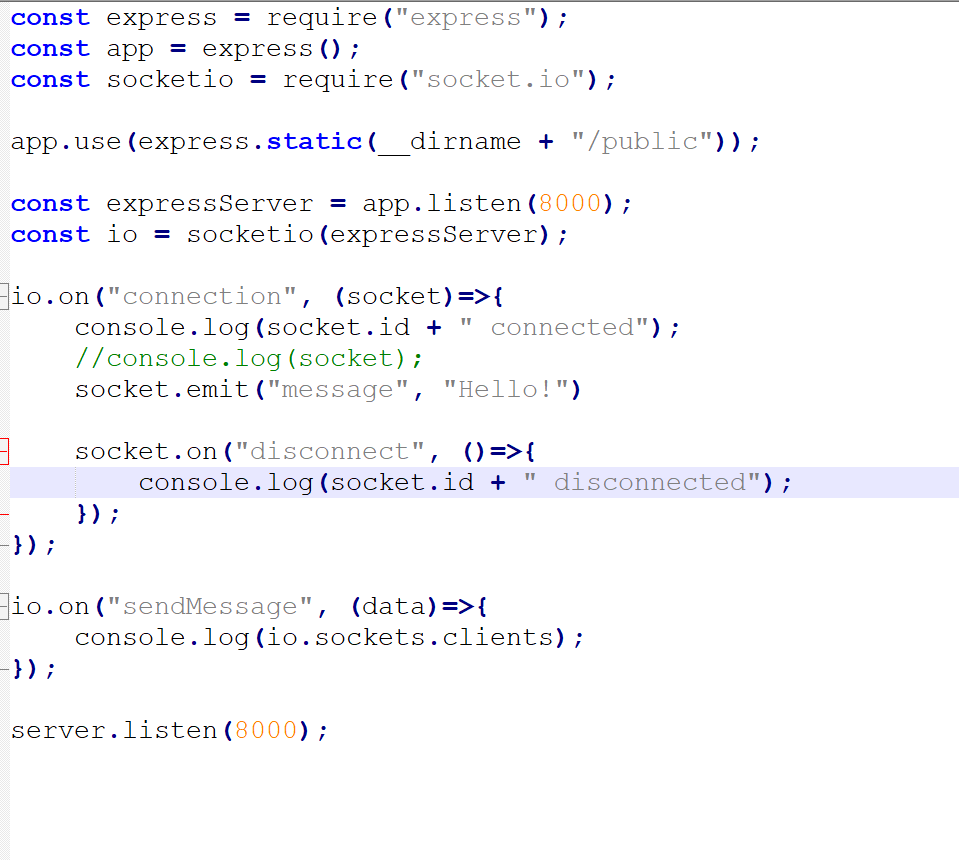 const express = require("express");
const app = express();
const socketio = require("socket.io");
app.use(express.static(__dirname + "/public"));
const expressServer = app.listen(8000);
const io = socketio(expressServer);
io.on("connection", (socket)=>{
    console.log(socket.id + " connected");
    //console.log(socket);
    socket.emit("message", "Hello!")
    socket.on("disconnect", ()=>{
        console.log(socket.id + " disconnected");
    });
});
io.on("sendMessage", (data)=>{
    console.log(io.sockets.clients);
});
server.listen(8000);